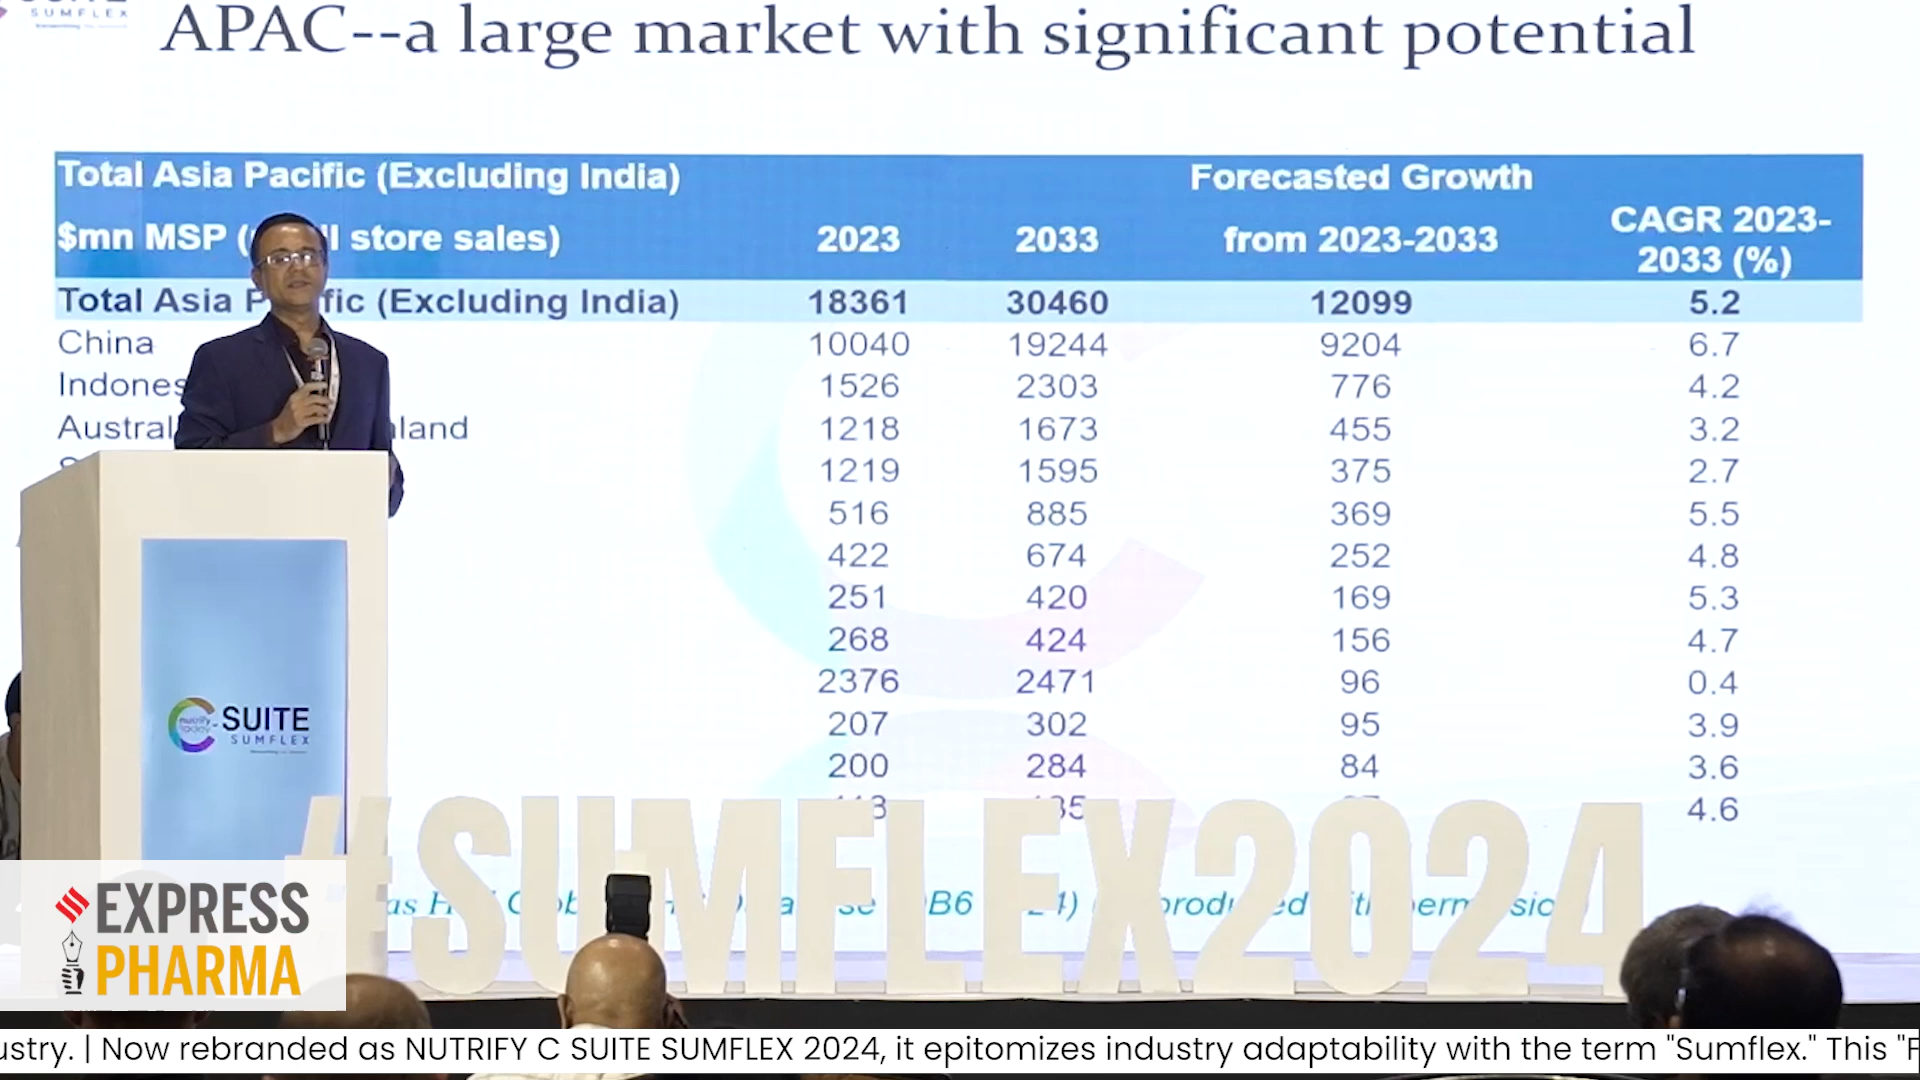 SUITE
SUMFLEX
APAC--a large market with significant potential
Total Asia Pacific (Excluding India) Forecasted Growth
$mn MSP ( store sales) 2023 2033 from 2023-2033 CAGR 2023-
2033 (%)
Total Asia (Excluding India) 18361 30460 12099 5.2
China 10040 19244 9204 6.7
1526 2303 776 4.2
1218 1673 455 3.2
1219 1595 375 2.7
516 885 369 5.5
422 674 252 4.8
251 420 169 5.3
268 424 156 4.7
2376 2471 96 0.4
207 302 95 3.9
200 284 84 3.6
4.6
nutrify today
C-SUITE
SUMFLEX
#SUMFLEX2024
EXPRESS
PHARMA
ustry. | Now rebranded as NUTRIFY C SUITE SUMFLEX 2024, it epitomizes industry adaptability with the term "Sumflex." This "F